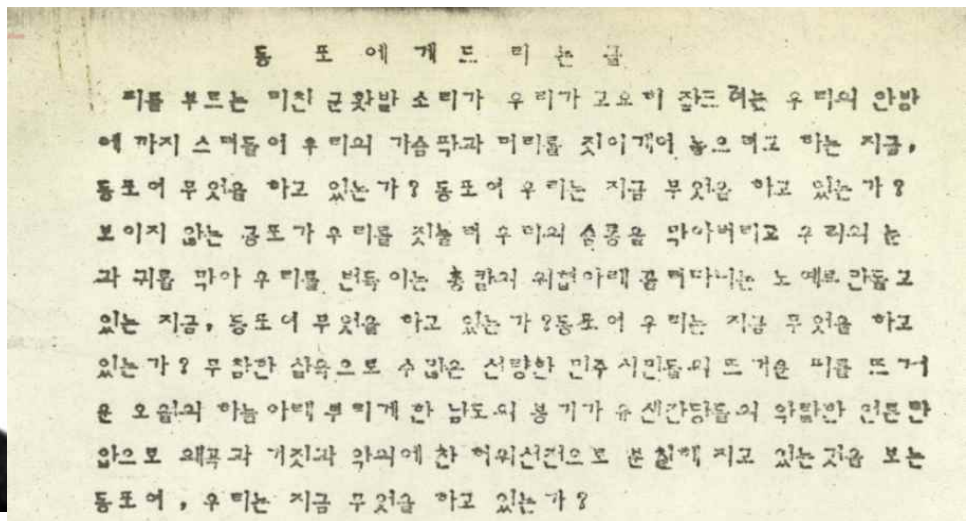 동 포 에 게 드 리 는 글
피를 부르는 미친 군홧발 소리가 우리가 고요히 잠드려는 우리의 안방
에 까지 스며들어 우리의 가슴팍과 머리를 짓이개어 놓으려고 하는 지금,
동포여 무엇을 하고 있는가? 동포여 우리는 지금 무엇을 하고 있는가?
보이지 않는 공포가 우리를 짓눌려 우리의 숨통을 막아버리고 우리의 눈
과 귀를 막아 우리를 번득이는 총칼의 위협아래 끌려다니는 노예로 만들고
있는 지금, 동포여 무엇을 하고 있는가?동포여 우리는 지금 무엇을 하고
있는가? 무참한 살육으로 수많은 선량한 민주 시민들의 뜨거운 피를 뜨거
운 오월의 하늘아래 뿌리게 한 남도의 봉기가 유신잔당들의 악랄한 언론탄
압으로 왜곡과 거짓과 악의에 찬 허위선전으로 분칠해 지고 있는것을 보는
동포여, 우리는 지금 무엇을 하고 있는가?